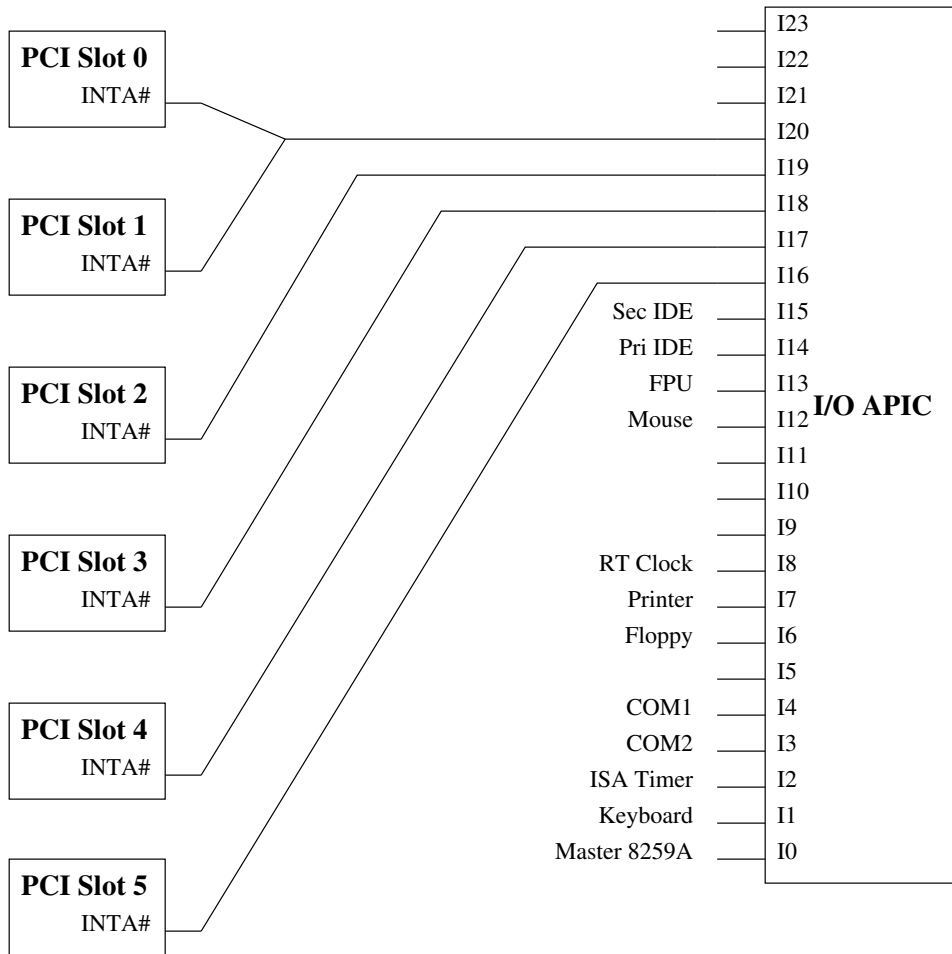 PCI Slot 0
INTA#
PCI Slot 1
INTA#
PCI Slot 2
INTA#
PCI Slot 3
INTA#
PCI Slot 4
INTA#
PCI Slot 5
INTA#
I23
I22
I21
I20
I19
I18
I17
I16
Sec IDE I15
Pri IDE I14
FPU I13
Mouse I12
I/O APIC
I11
I10
I9
RT Clock I8
Printer I7
Floppy I6
I5
COM1 I4
COM2 I3
ISA Timer I2
Keyboard I1
Master 8259A I0